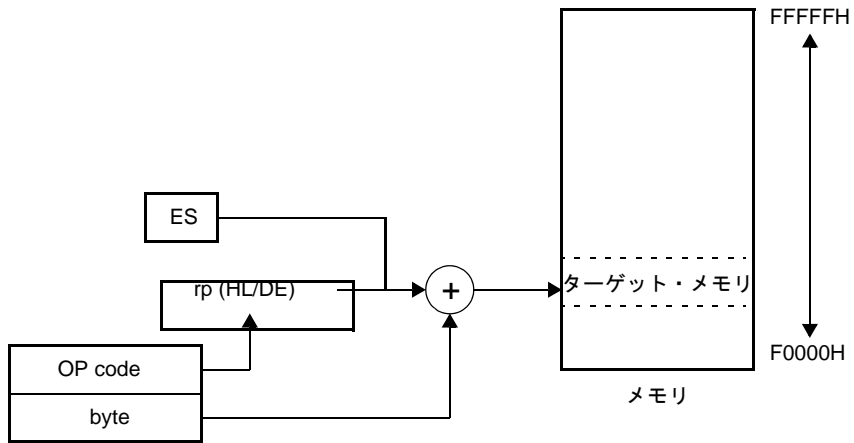 FFFFFH
ES
rp (HL/DE)
+
ターゲット・メモリ
OP code
F0000H
メモリ
byte